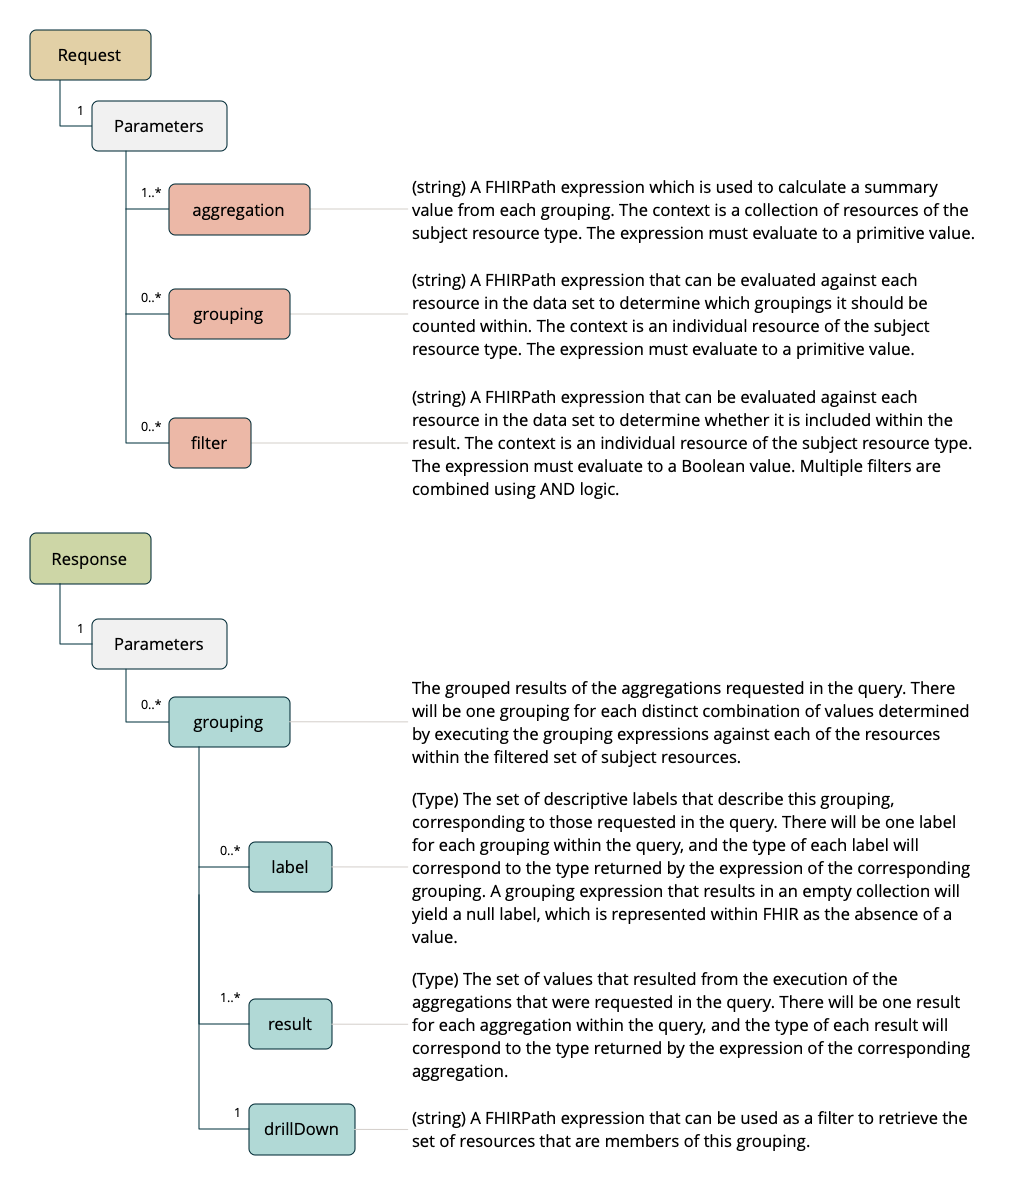 Request
1
Parameters
1..*
aggregation
(string) A FHIRPath expression which is used to calculate a summary
value from each grouping. The context is a collection of resources of the
subject resource type. The expression must evaluate to a primitive value.
0..*
grouping
(string) A FHIRPath expression that can be evaluated against each
resource in the data set to determine which groupings it should be
counted within. The context is an individual resource of the subject
resource type. The expression must evaluate to a primitive value.
0..*
filter
(string) A FHIRPath expression that can be evaluated against each
resource in the data set to determine whether it is included within the
result. The context is an individual resource of the subject resource type.
The expression must evaluate to a Boolean value. Multiple filters are
combined using AND logic.
Response
1
Parameters
0..*
grouping
The grouped results of the aggregations requested in the query. There
will be one grouping for each distinct combination of values determined
by executing the grouping expressions against each of the resources
within the filtered set of subject resources.
0..*
label
(Type) The set of descriptive labels that describe this grouping,
corresponding to those requested in the query. There will be one label
for each grouping within the query, and the type of each label will
correspond to the type returned by the expression of the corresponding
grouping. A grouping expression that results in an empty collection will
yield a null label, which is represented within FHIR as the absence of a
value.
1..*
result
(Type) The set of values that resulted from the execution of the
aggregations that were requested in the query. There will be one result
for each aggregation within the query, and the type of each result will
correspond to the type returned by the expression of the corresponding
aggregation.
1
drillDown
(string) A FHIRPath expression that can be used as a filter to retrieve the
set of resources that are members of this grouping.